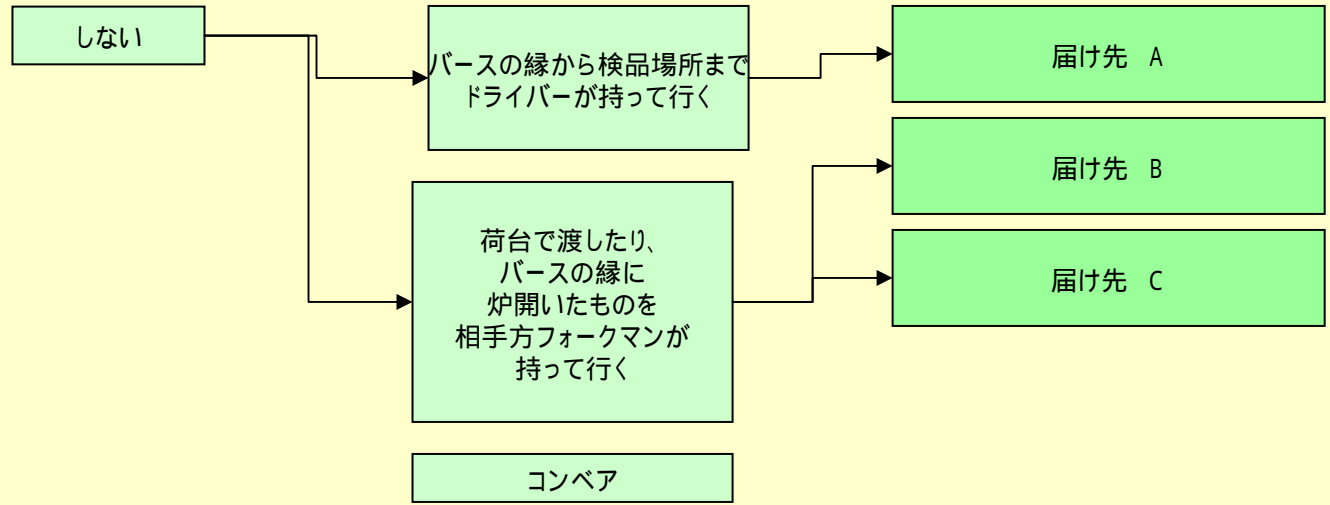 しない
バースの縁から検品場所まで
ドライバーが持って行く
届け先 A
届け先 B
届け先 C
荷台で渡したり、
バースの縁に
炉開いたものを
相手方フォークマンが
持って行く
コンベア